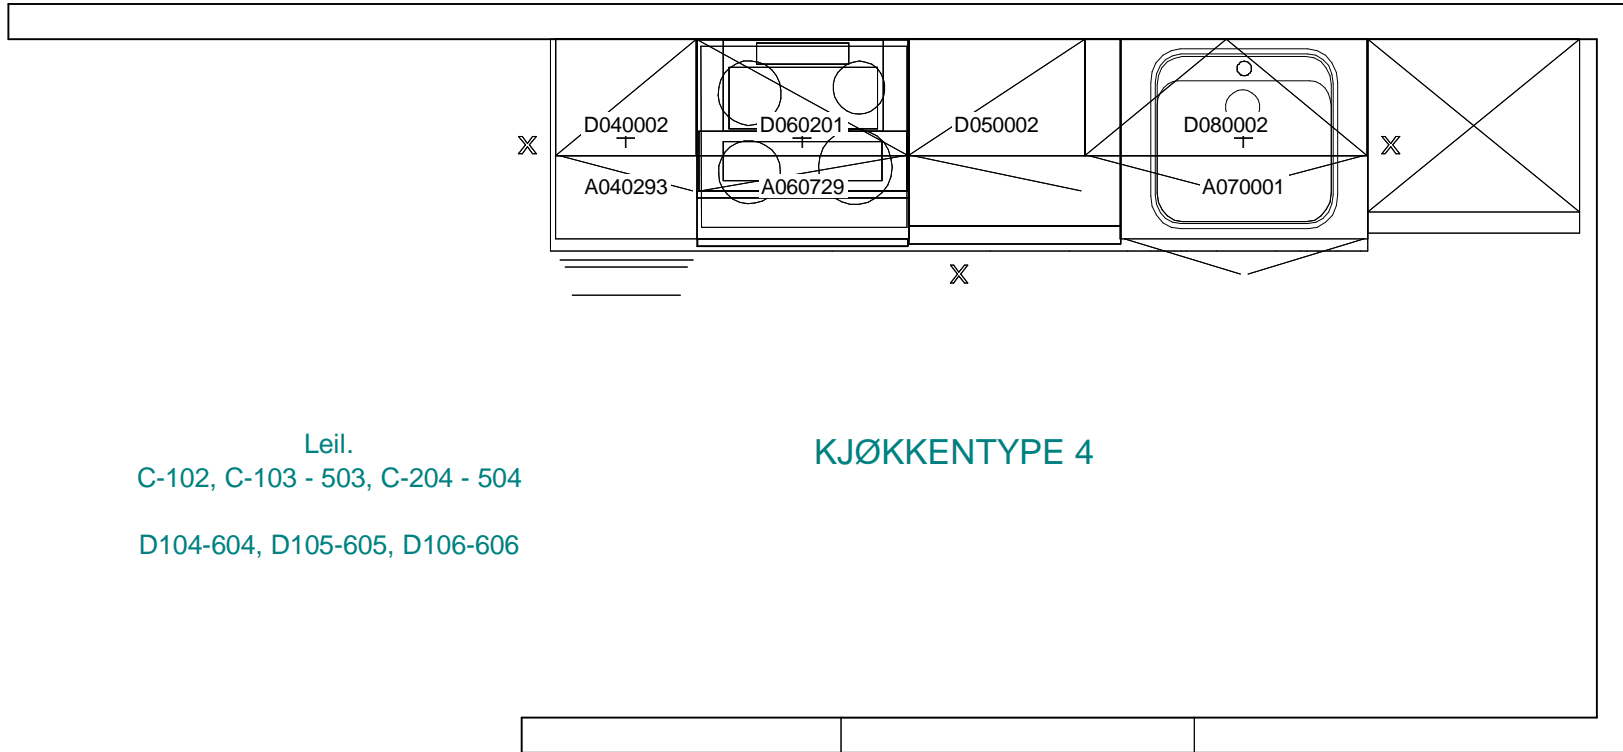 D040002 D060201 D050002 D080002
X X
A040293 A060729 A070001
X
Leil.
KJØKKENTYPE 4
C-102, C-103 - 503, C-204 - 504
D104-604, D105-605, D106-606